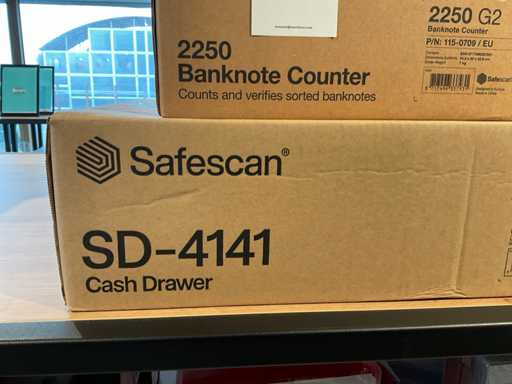 2250
Banknote Counter
Counts and verifies sorted banknotes
2250 G2
Banknote Counter
P/N: 115-0709 / EU
Safescan
Safescan®
SD-4141
Cash Drawer